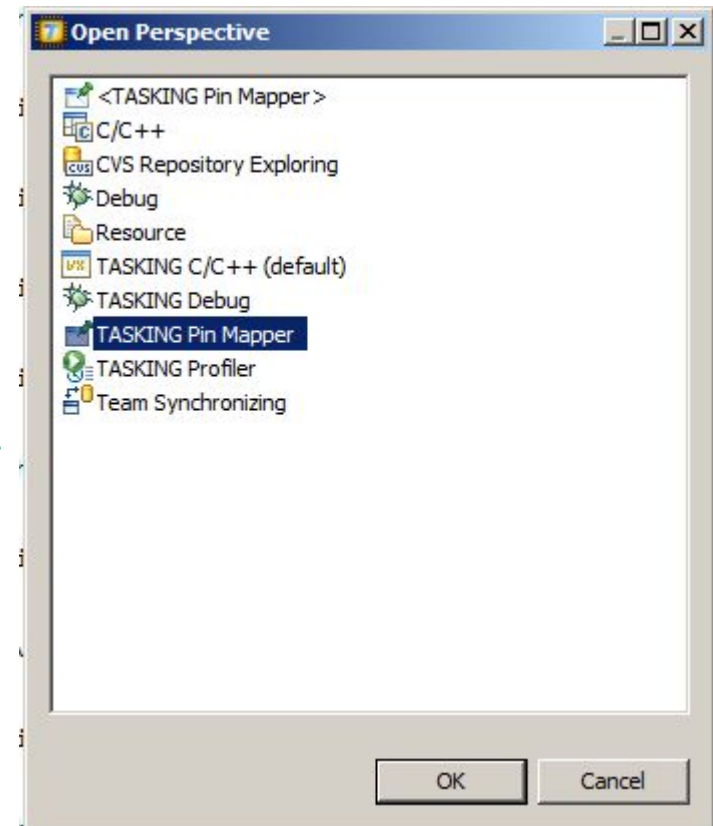 Open Perspective
<TASKING Pin Mapper>
C/C++
CVS Repository Exploring
Debug
Resource
TASKING C/C++ (default)
TASKING Debug
TASKING Pin Mapper
TASKING Profiler
Team Synchronizing
OK
Cancel